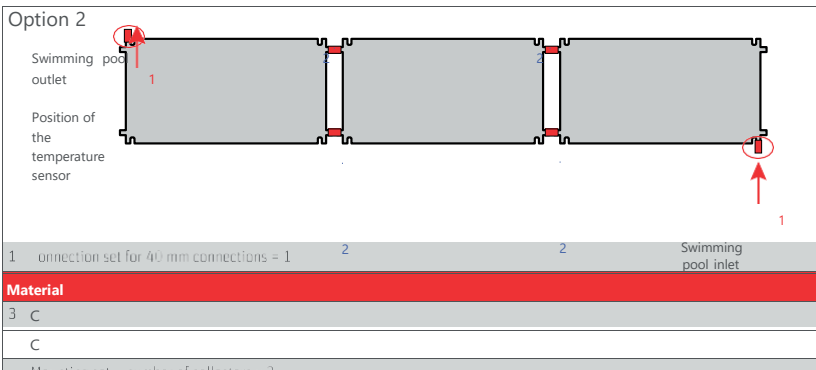 Option 2
Swimming pool
outlet
1
2
2
Position of
the
temperature
sensor
1
2
2
Swimming
pool inlet
1 onnection set for 40 mm connections = 1
Material
3 C
C